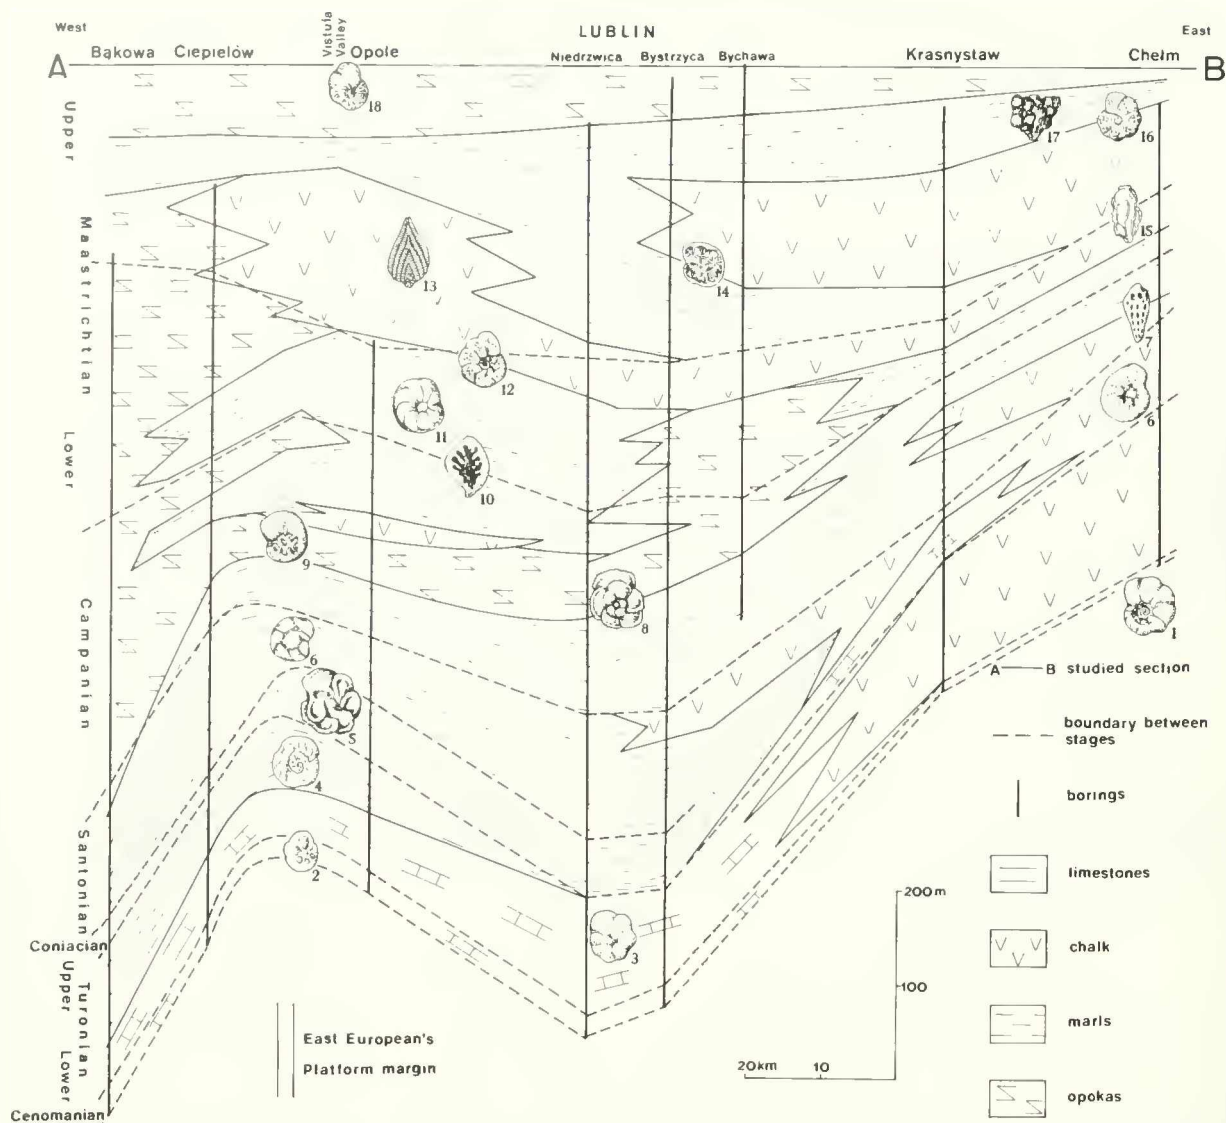 West
East
LUBLIN
Bąkowa Ciepielów Vistula Valley Opole Niedrzwica Bystrzyca Bychawa Krasnystaw Chełm
A
B
Upper
Maastrichtian
Lower
Campanian
Santonian
Coniacian
Upper
Turonian
Lower
Cenomanian
18
17
16
15
14
13
12
11
10
9
8
7
6
6
5
4
3
2
1
A B studied section
boundary between
stages
borings
limestones
chalk
marls
opokas
200m
100
20km 10
East European's
Platform margin